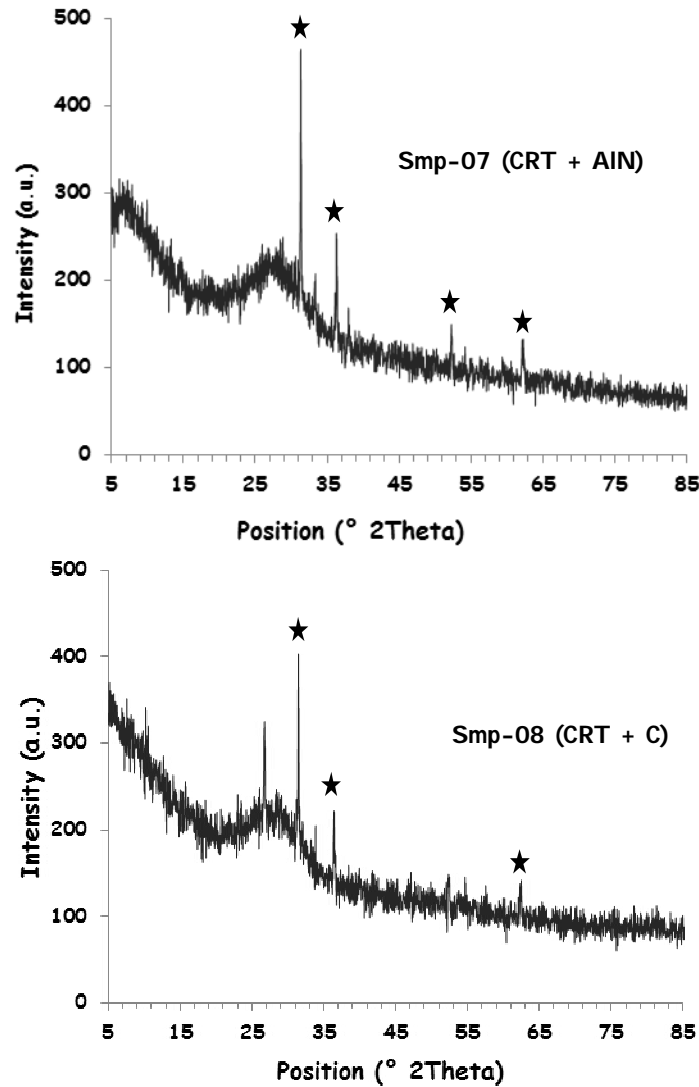 500
400
300
200
100
0
Intensity (a.u.)
★
★
★
★
Smp-07 (CRT + AlN)
5 15 25 35 45 55 65 75 85
Position (° 2Theta)
500
400
300
200
100
0
Intensity (a.u.)
★
★
★
Smp-08 (CRT + C)
5 15 25 35 45 55 65 75 85
Position (° 2Theta)